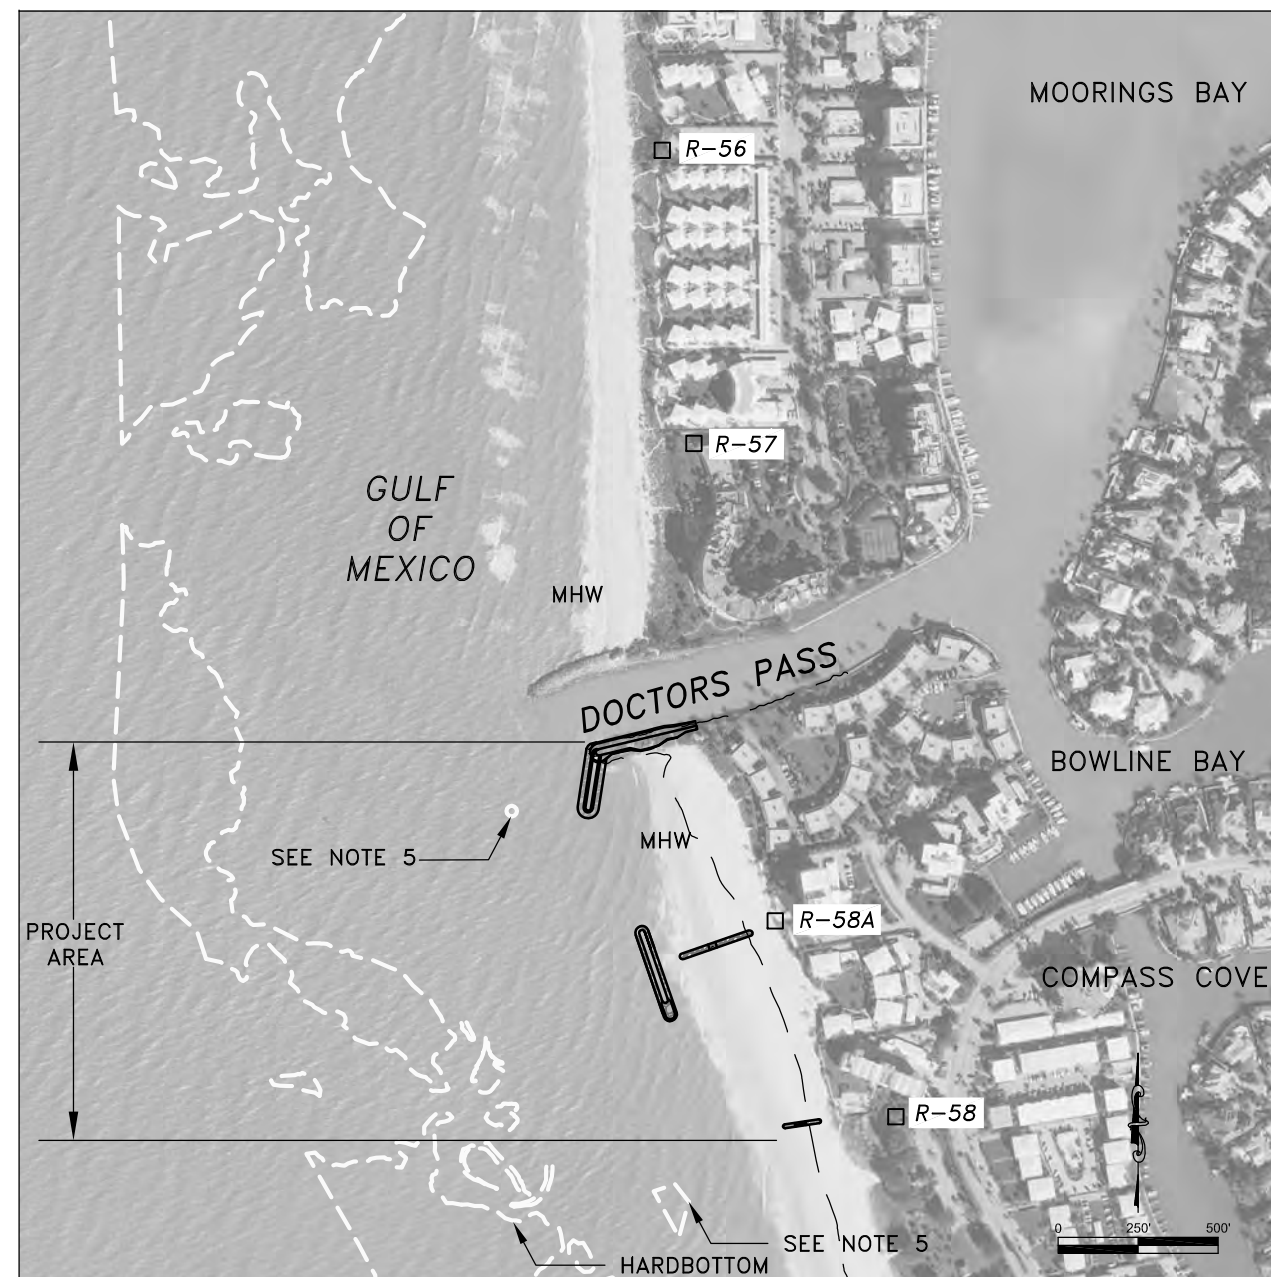 MOORINGS BAY
R-56
R-57
GULF
OF
MEXICO
MHW
DOCTORS PASS
BOWLINE BAY
MHW
SEE NOTE 5
R-58A
PROJECT
AREA
COMPASS COVE
R-58
0 250' 500'
SEE NOTE 5
HARDBOTTOM